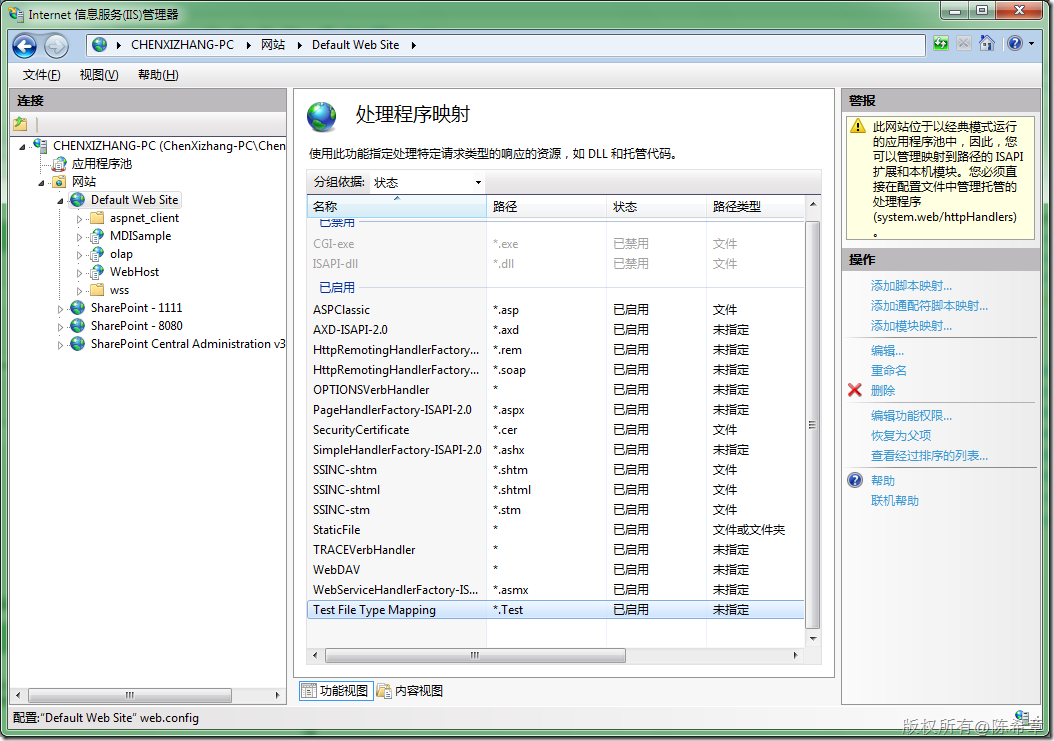 Internet 信息服务(IIS)管理器
CHENXIZHANG-PC 网站 Default Web Site
文件(F) 视图(V) 帮助(H)
连接
CHENXIZHANG-PC (ChenXizhang-PC\Chen
应用程序池
网站
Default Web Site
aspnet_client
MDISample
olap
WebHost
wss
SharePoint - 1111
SharePoint - 8080
SharePoint Central Administration v3
处理程序映射
使用此功能指定处理特定请求类型的响应的资源，如 DLL 和托管代码。
分组依据: 状态
名称 路径 状态 路径类型
已禁用
CGI-exe *.exe 已禁用 文件
ISAPI-dll *.dll 已禁用 文件
已启用
ASPClassic *.asp 已启用 文件
AXD-ISAPI-2.0 *.axd 已启用 未指定
HttpRemotingHandlerFactory... *.rem 已启用 未指定
HttpRemotingHandlerFactory... *.soap 已启用 未指定
OPTIONSVerbHandler * 已启用 未指定
PageHandlerFactory-ISAPI-2.0 *.aspx 已启用 未指定
SecurityCertificate *.cer 已启用 文件
SimpleHandlerFactory-ISAPI-2.0 *.ashx 已启用 未指定
SSINC-shtm *.shtm 已启用 文件
SSINC-shtml *.shtml 已启用 文件
SSINC-stm *.stm 已启用 文件
StaticFile * 已启用 文件或文件夹
TRACEVerbHandler * 已启用 未指定
WebDAV * 已启用 未指定
WebServiceHandlerFactory-IS... *.asmx 已启用 未指定
Test File Type Mapping *.Test 已启用 未指定
功能视图 内容视图
警报
此网站位于以经典模式运行
的应用程序池中，因此，您
可以管理映射到路径的 ISAPI
扩展和本机模块。您必须直
接在配置文件中管理托管的
处理程序
(system.web/httpHandlers)
。
操作
添加脚本映射...
添加通配符脚本映射...
添加模块映射...
编辑...
重命名
删除
编辑功能权限...
恢复为父项
查看经过排序的列表...
帮助
联机帮助
配置:“Default Web Site” web.config
版权所有@陈希章